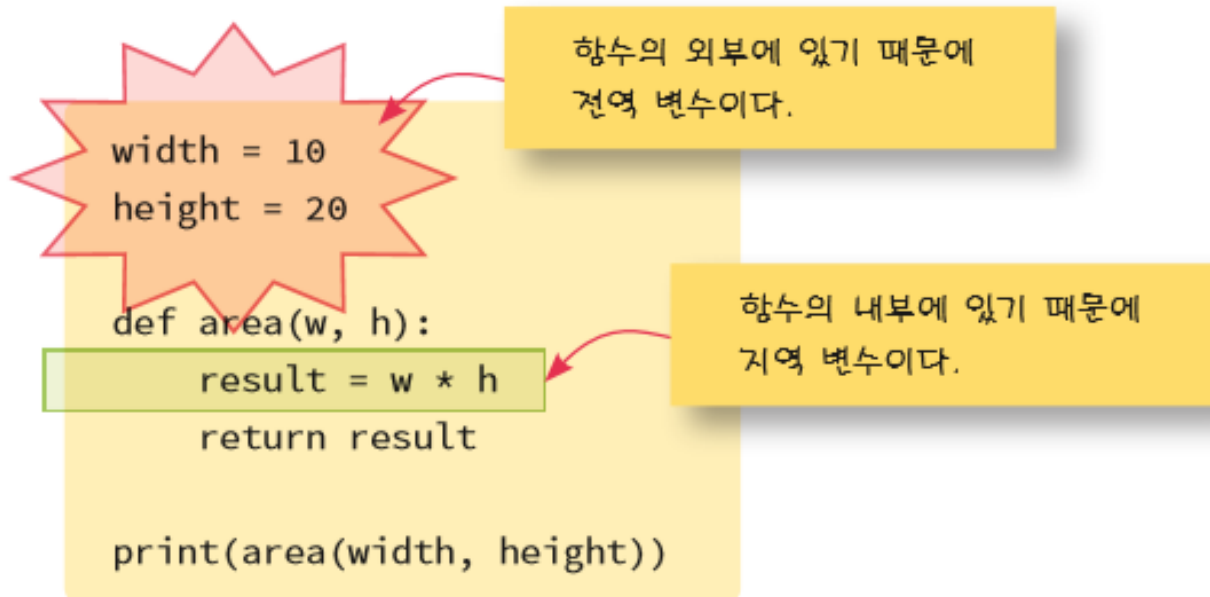 함수의 외부에 있기 때문에
전역 변수이다.
width = 10
height = 20
def area(w, h):
함수의 내부에 있기 때문에
지역 변수이다.
result = w * h
return result
print(area(width, height))